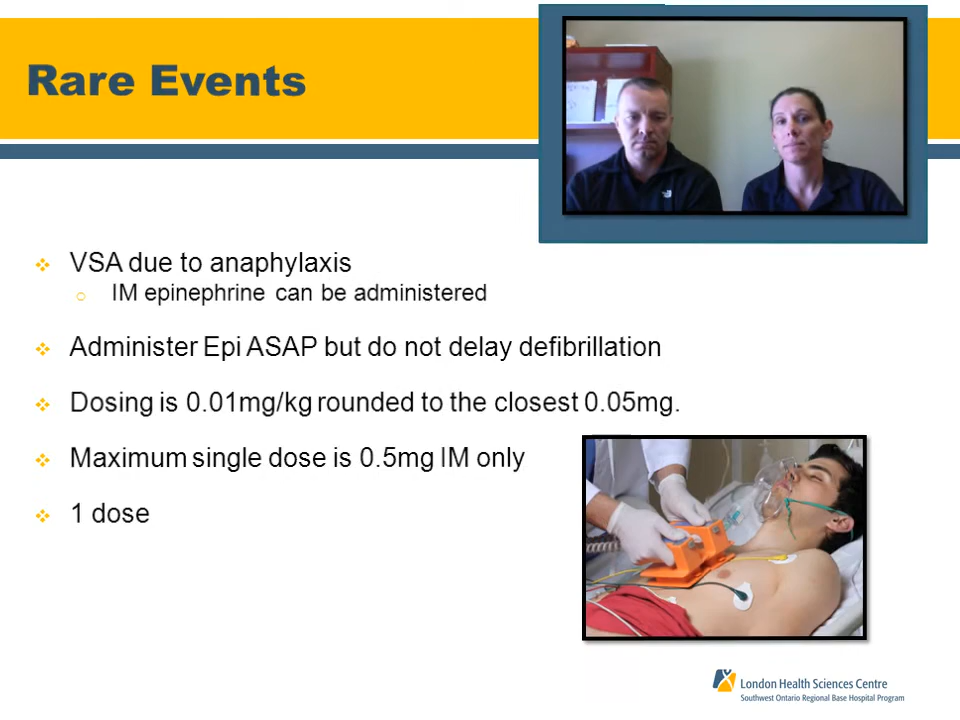 Rare Events
VSA due to anaphylaxis
IM epinephrine can be administered
Administer Epi ASAP but do not delay defibrillation
Dosing is 0.01mg/kg rounded to the closest 0.05mg.
Maximum single dose is 0.5mg IM only
1 dose
London Health Sciences Centre
Southwest Ontario Regional Base Hospital Program